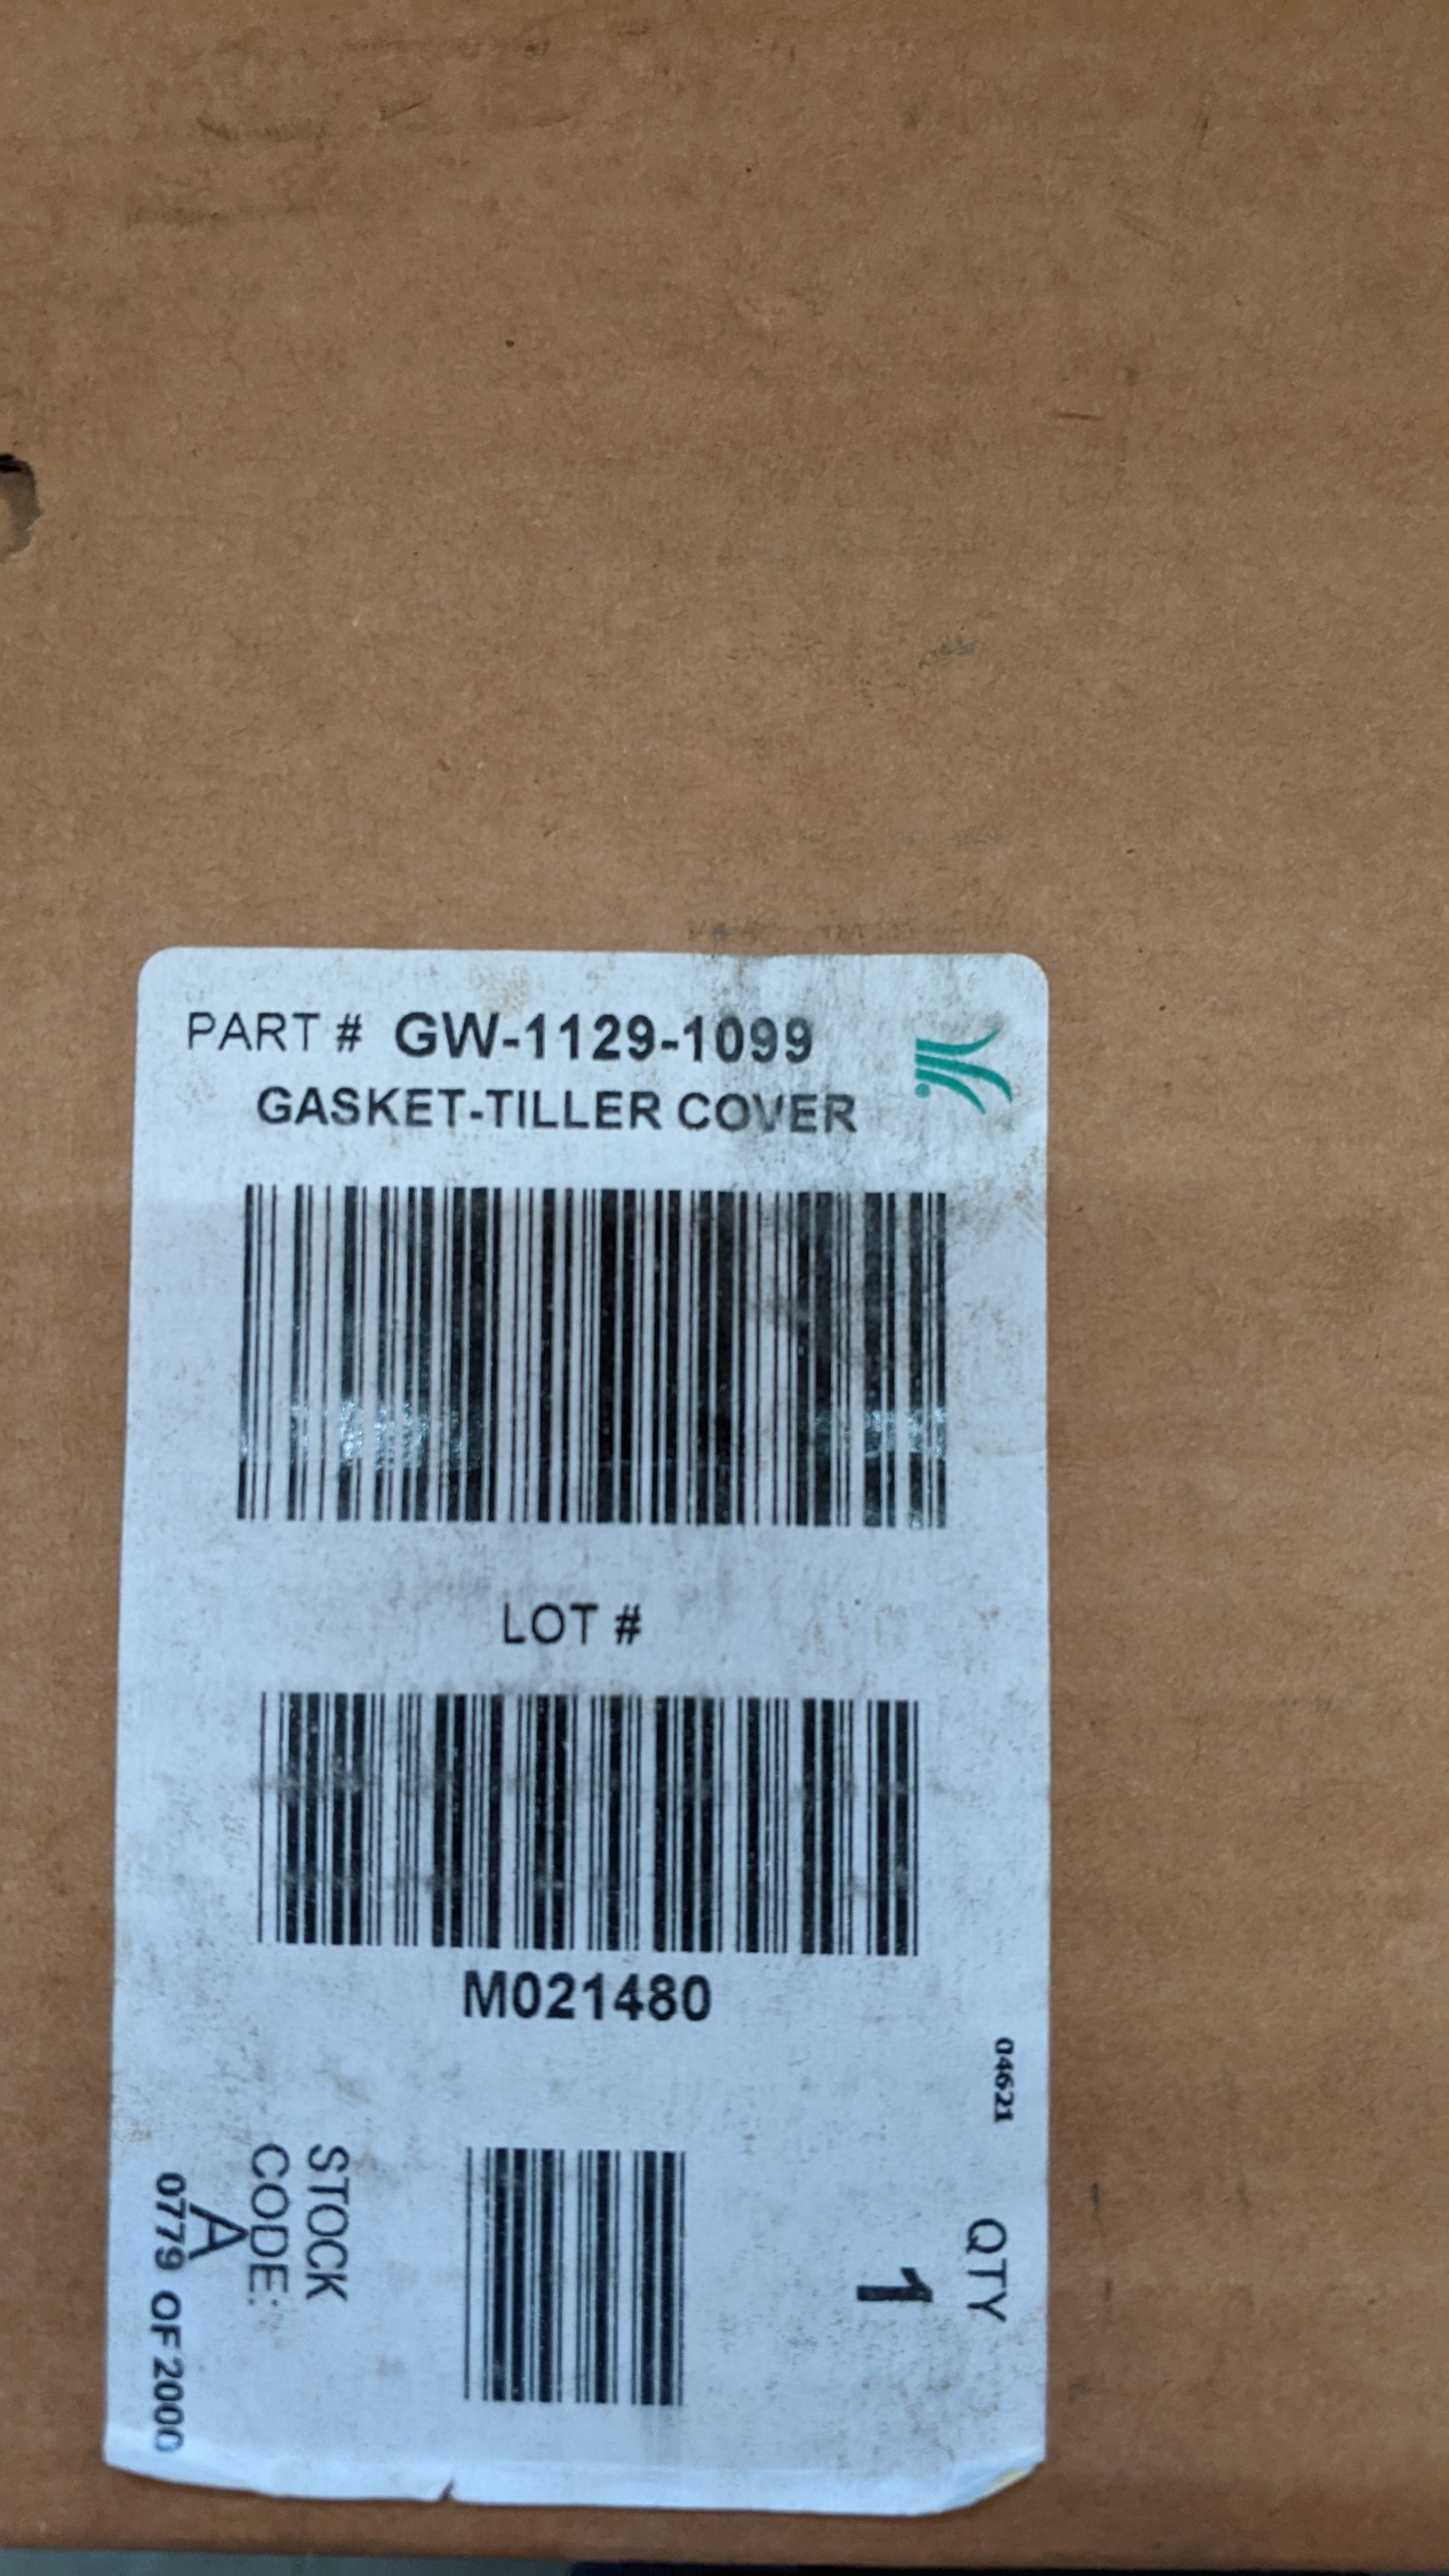 PART # GW-1129-1099
GASKET-TILLER COVER
LOT #
M021480
04621
QTY
1
STOCK
CODE:
A
0779 OF 2000